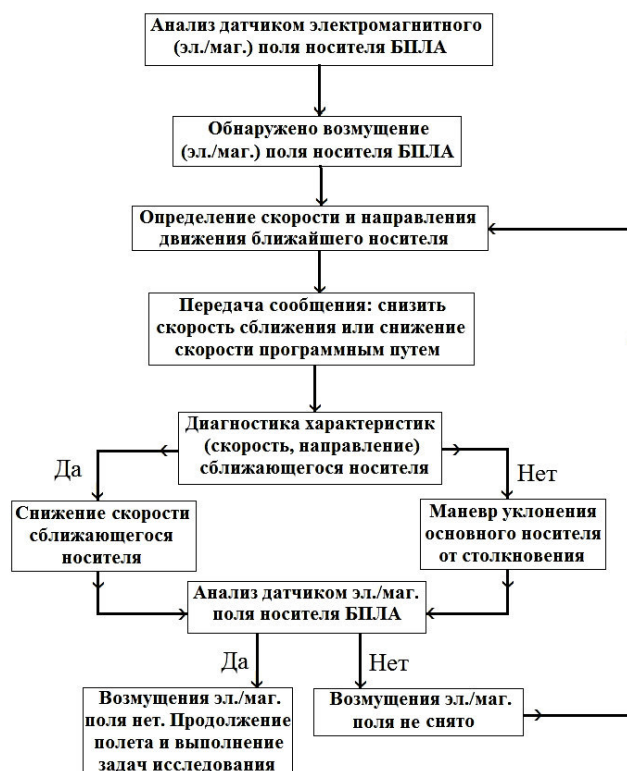 Анализ датчиком электромагнитного
(эл./маг.) поля носителя БПЛА
Обнаружено возмущение
(эл./маг.) поля носителя БПЛА
Определение скорости и направления
движения ближайшего носителя
Передача сообщения: снизить
скорость сближения или снижение
скорости программным путем
Диагностика характеристик
(скорость, направление)
сближающегося носителя
Да
Нет
Снижение скорости
сближающегося
носителя
Маневр уклонения
основного носителя
от столкновения
Анализ датчиком эл./маг.
поля носителя БПЛА
Да
Нет
Возмущения эл./маг.
поля нет. Продолжение
полета и выполнение
задач исследования
Возмущения эл./маг.
поля не снято